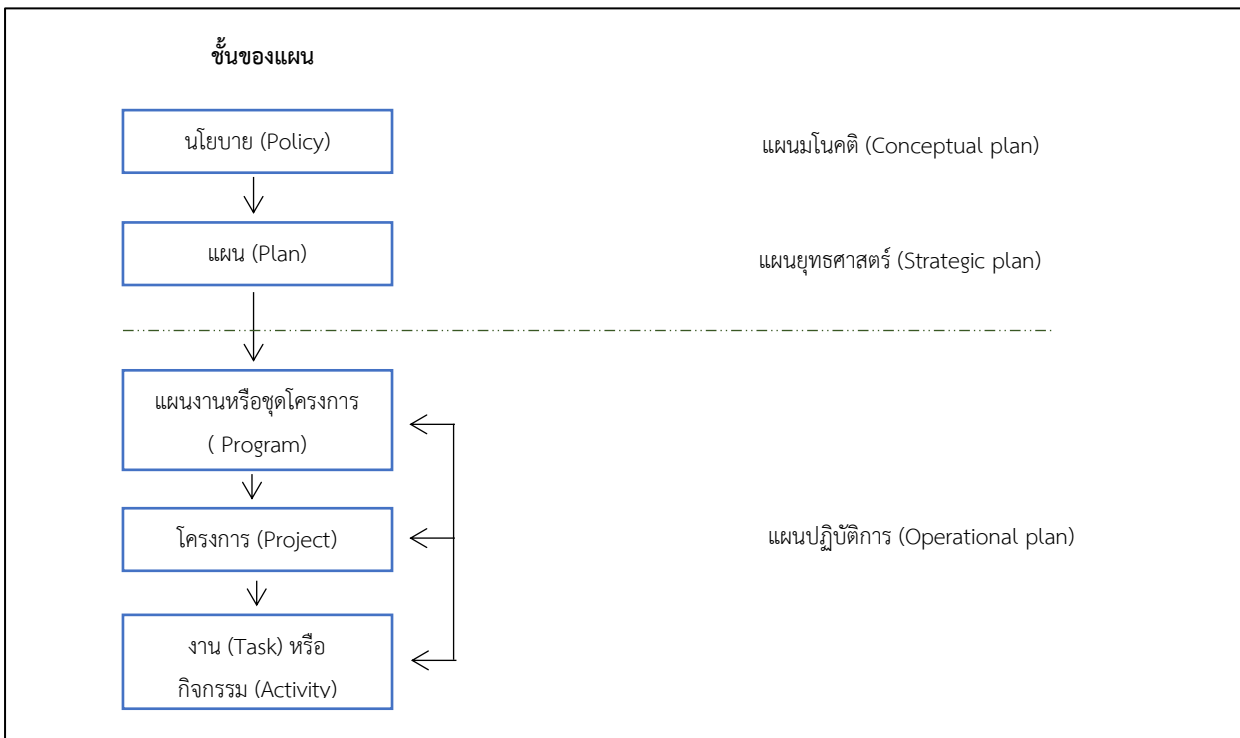 ชั้นของแผน
นโยบาย (Policy)
แผนมโนคติ (Conceptual plan)
แผน (Plan)
แผนยุทธศาสตร์ (Strategic plan)
แผนงานหรือชุดโครงการ
( Program)
โครงการ (Project)
แผนปฏิบัติการ (Operational plan)
งาน (Task) หรือ
กิจกรรม (Activity)